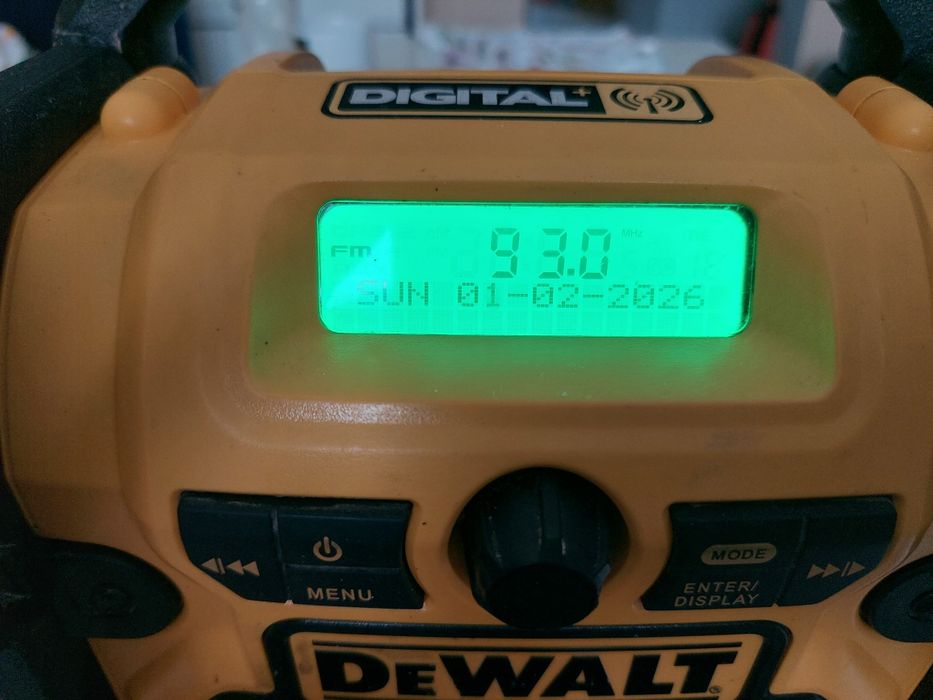 DIGITAL+
93.0 MHz
FM
SUN 01-02-2026
MODE
MENU
ENTER/
DISPLAY
DEWALT®